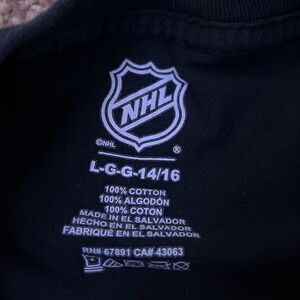 NHL
©NHL ®
L-G-G-14/16
100% COTTON
100% ALGODÓN
100% COTON
MADE IN EL SALVADOR
HECHO EN EL SALVADOR
FABRIQUÉ EN EL SALVADOR
RN# 67891 CA# 43063